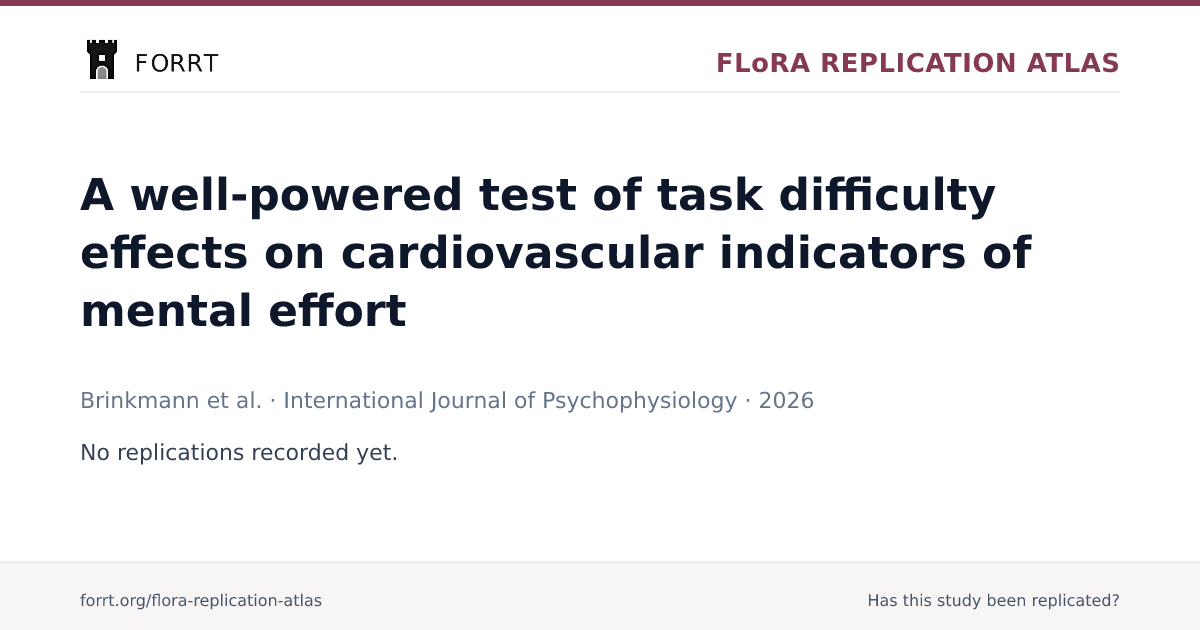 FORRT
FLoRA REPLICATION ATLAS
A well-powered test of task difficulty
effects on cardiovascular indicators of
mental effort
Brinkmann et al. · International Journal of Psychophysiology · 2026
No replications recorded yet.
forrt.org/flora-replication-atlas
Has this study been replicated?